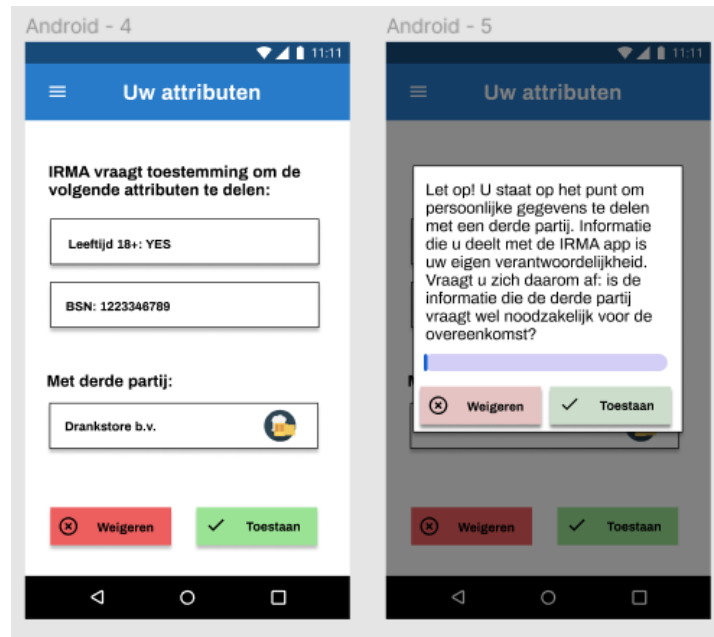 Android - 4
11:11
Uw attributen
IRMA vraagt toestemming om de
volgende attributen te delen:
Leeftijd 18+: YES
BSN: 1223346789
Met derde partij:
Drankstore b.v.
Weigeren
Toestaan
Android - 5
11:11
Uw attributen
Let op! U staat op het punt om
persoonlijke gegevens te delen
met een derde partij. Informatie
die u deelt met de IRMA app is
uw eigen verantwoordelijkheid.
Vraagt u zich daarom af: is de
informatie die de derde partij
vraagt wel noodzakelijk voor de
overeenkomst?
Weigeren
Toestaan
Weigeren
Toestaan